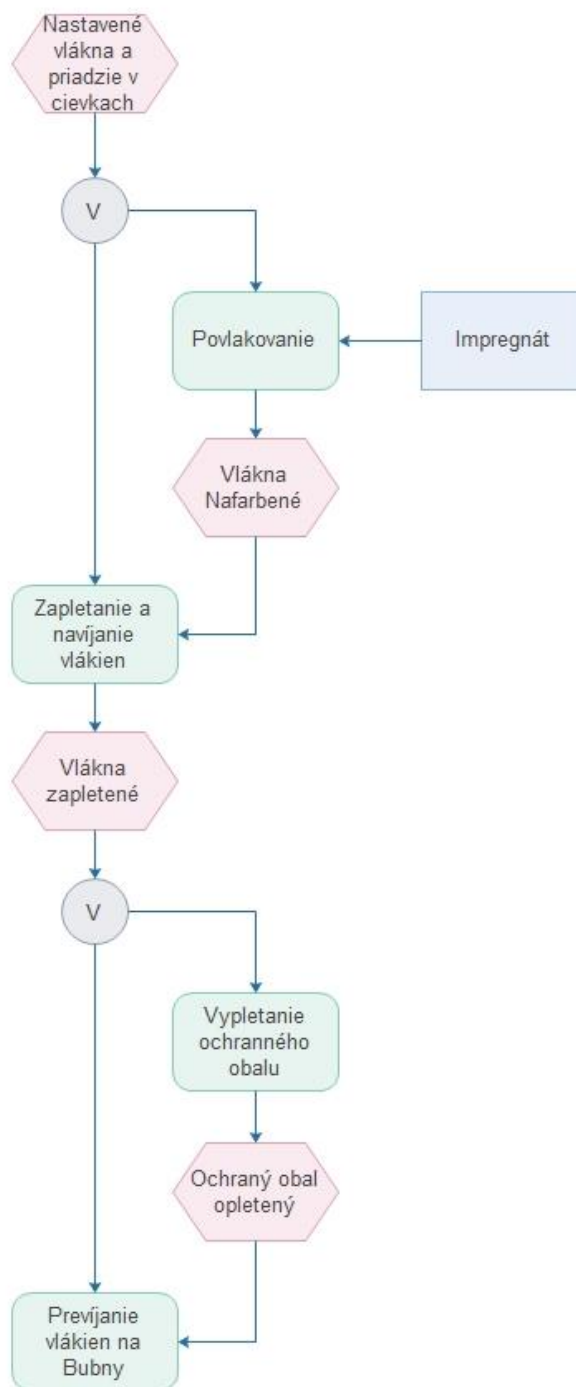 Nastavené
vlákna a
priadzie v
cievkach
V
Povlakovanie
Impregnát
Vlákna
Nafarbené
Zapletanie a
navíjanie
vlákien
Vlákna
zapletené
V
Vypletanie
ochranného
obalu
Ochraný obal
opletený
Prevíjanie
vlákien na
Bubny